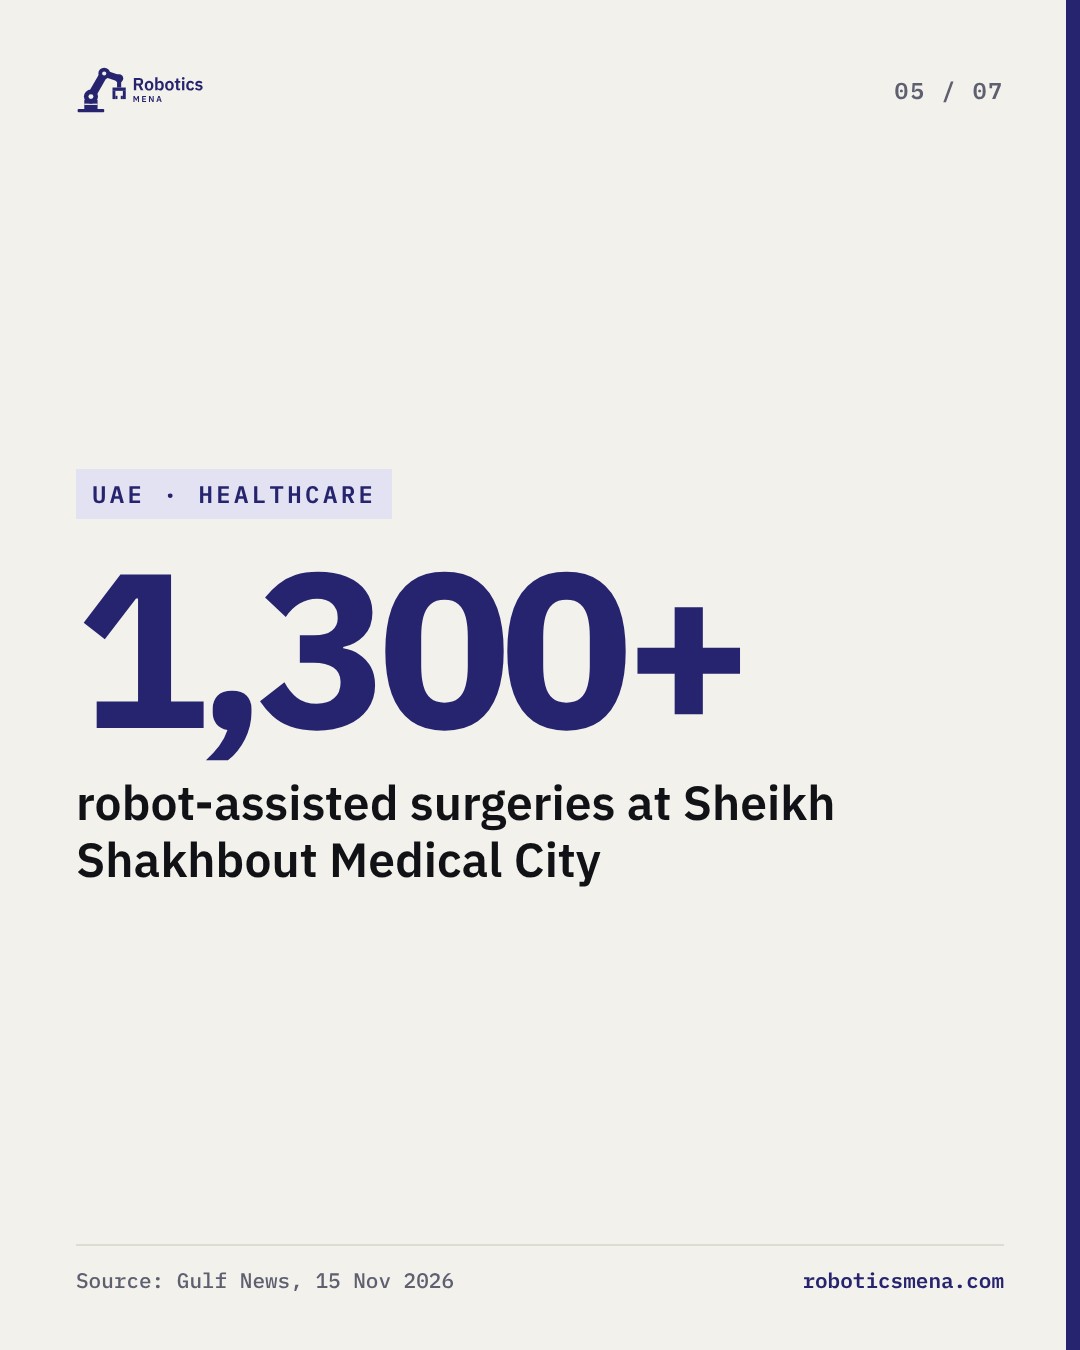 Robotics
MENA
05 / 07
UAE · HEALTHCARE
1,300+
robot-assisted surgeries at Sheikh
Shakhbout Medical City
Source: Gulf News, 15 Nov 2026
roboticsmena.com